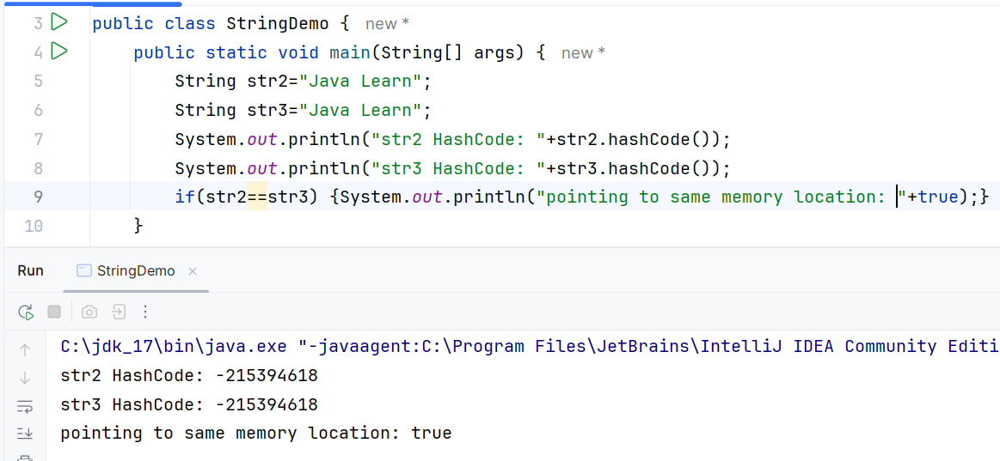 3 public class StringDemo { new *
4 public static void main(String[] args) { new *
5 String str2="Java Learn";
6 String str3="Java Learn";
7 System.out.println("str2 HashCode: "+str2.hashCode());
8 System.out.println("str3 HashCode: "+str3.hashCode());
9 if(str2==str3) {System.out.println("pointing to same memory location: "+true);}
10 }
Run StringDemo ×
C:\jdk_17\bin\java.exe "-javaagent:C:\Program Files\JetBrains\IntelliJ IDEA Community Editi
str2 HashCode: -215394618
str3 HashCode: -215394618
pointing to same memory location: true